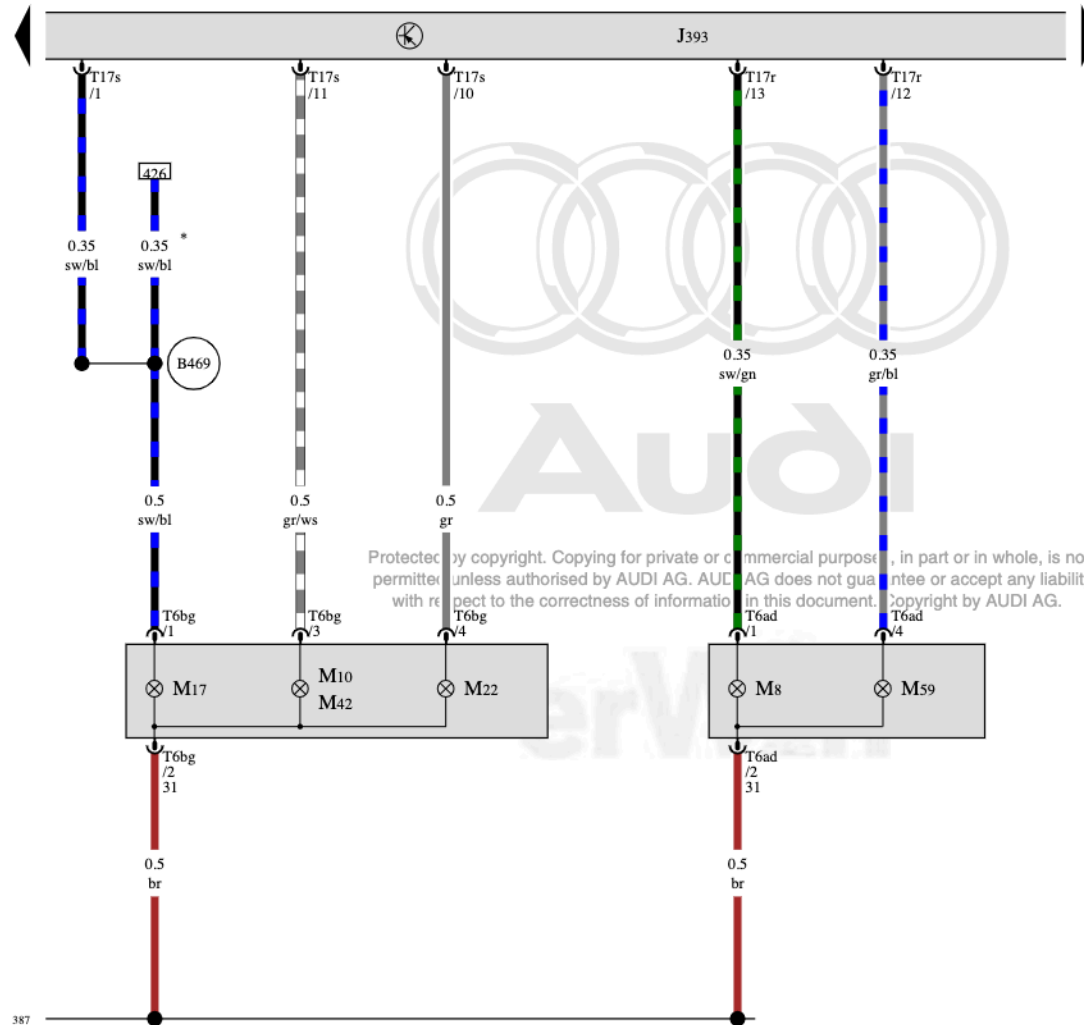 J393
T17s
/1
T17s
/11
T17s
/10
T17r
/13
T17r
/12
426
0.35
sw/bl
0.35
sw/bl
*
B469
0.35
sw/gn
0.35
gr/bl
Audi
0.5
sw/bl
0.5
gr/ws
0.5
gr
Protected by copyright. Copying for private or commercial purposes, in part or in whole, is no
permitted unless authorised by AUDI AG. AUDI AG does not guarantee or accept any liabilit
with respect to the correctness of information in this document. Copyright by AUDI AG.
T6bg
/1
T6bg
/3
T6bg
/4
T6ad
/1
T6ad
/4
M17
M10
M42
M22
M8
M59
T6bg
/2
31
T6ad
/2
31
0.5
br
0.5
br
387